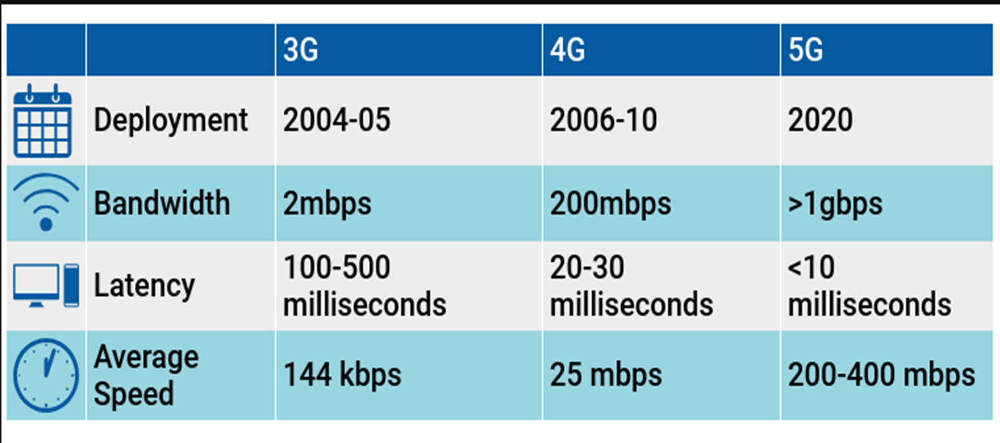 3G 4G 5G
Deployment 2004-05 2006-10 2020
Bandwidth 2mbps 200mbps >1gbps
Latency 100-500 milliseconds 20-30 milliseconds <10 milliseconds
Average Speed 144 kbps 25 mbps 200-400 mbps